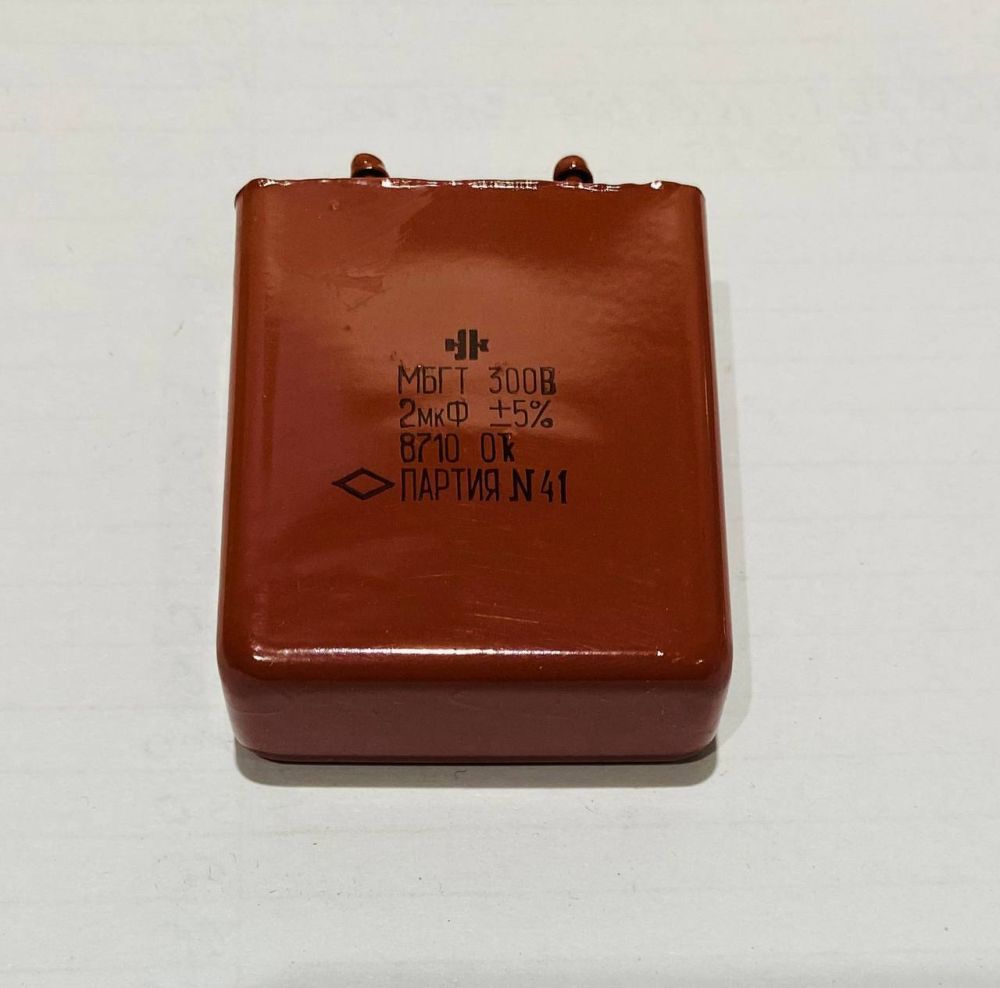 МБГТ 300В
2мкФ ±5%
8710 ОТК
ПАРТИЯ N 41